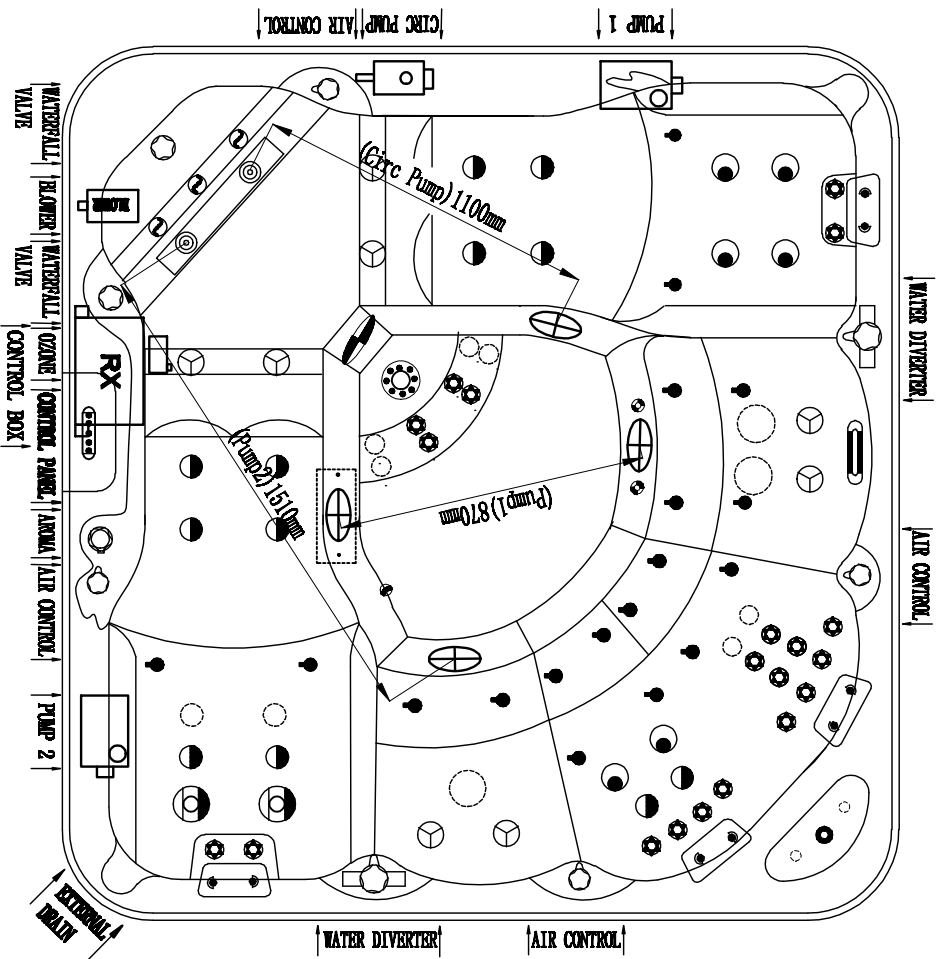 AIR CONTROL
CIRC PUMP
PUMP 1
WATERFALL
VALVE
BLOWER
WATERFALL
VALVE
OZONE
CONTROL BOX
CONTROL PANEL
AROMA
AIR CONTROL
PUMP 2
EXTERNAL
DRAIN
WATER DIVERTER
AIR CONTROL
WATER DIVERTER
AIR CONTROL
BLOWER
RX
(Circ Pump)1100mm
(Pump2)1510mm
(Pump1)870mm